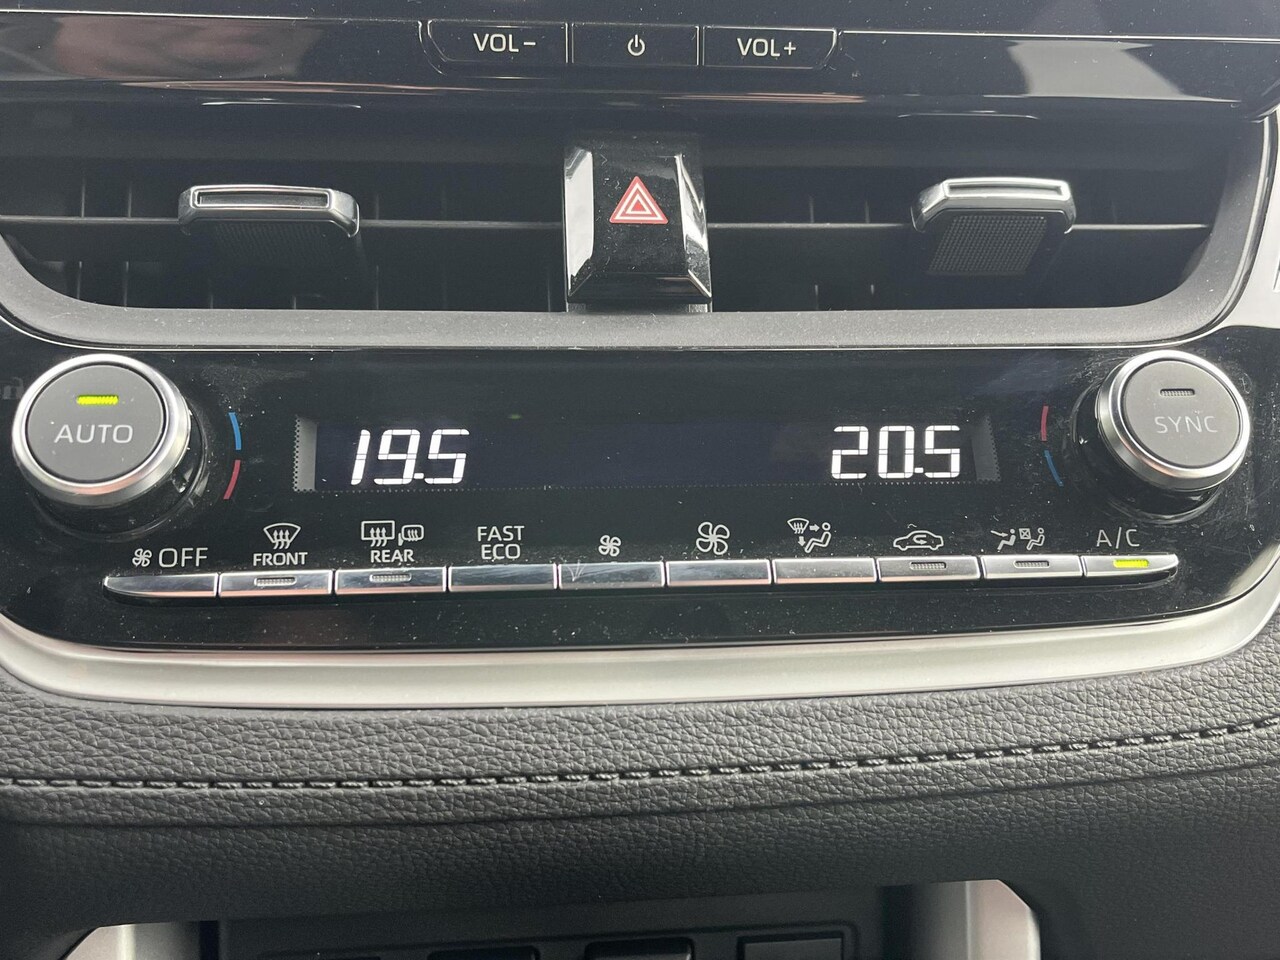 VOL- VOL+
AUTO 19.5 20.5 SYNC
OFF FRONT REAR FAST ECO A/C